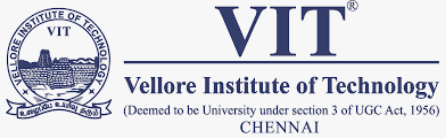 VELLORE INSTITUTE OF TECHNOLOGY
VIT
VIT®
Vellore Institute of Technology
(Deemed to be University under section 3 of UGC Act, 1956)
CHENNAI